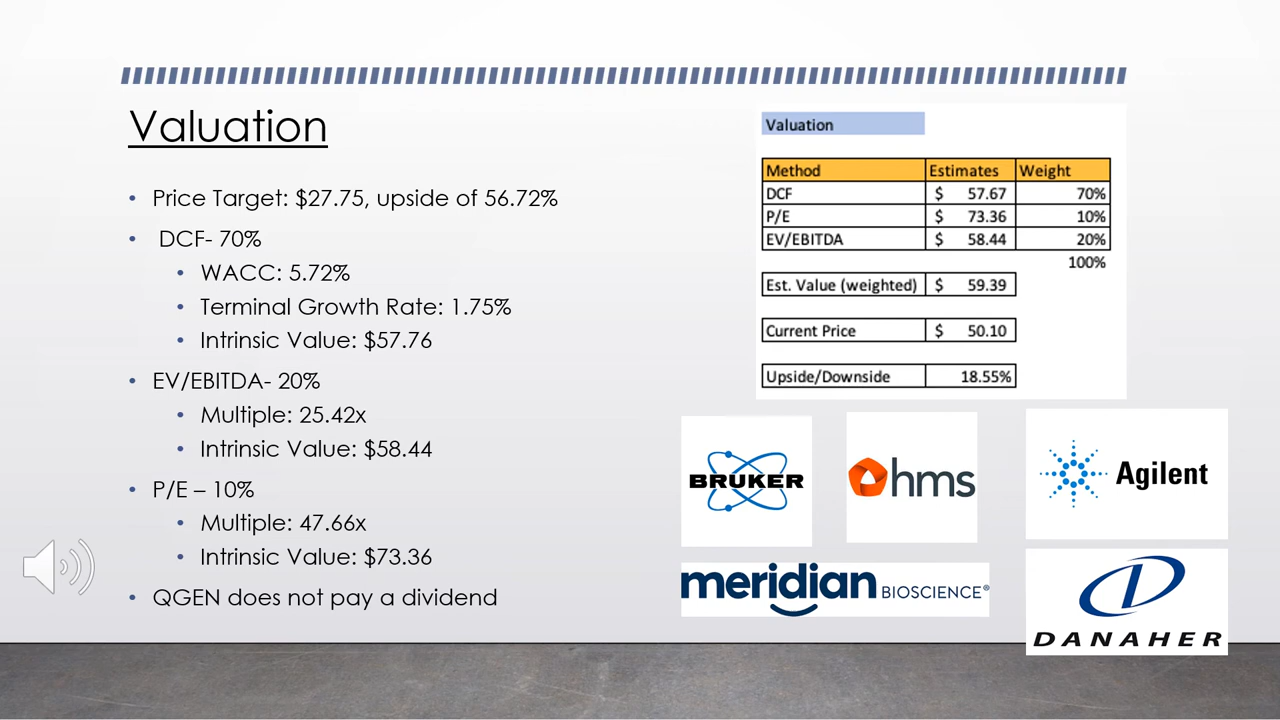 Valuation
• Price Target: $27.75, upside of 56.72%
• DCF- 70%
• WACC: 5.72%
• Terminal Growth Rate: 1.75%
• Intrinsic Value: $57.76
• EV/EBITDA- 20%
• Multiple: 25.42x
• Intrinsic Value: $58.44
• P/E – 10%
• Multiple: 47.66x
• Intrinsic Value: $73.36
• QGEN does not pay a dividend
Valuation
Method Estimates Weight
DCF $ 57.67 70%
P/E $ 73.36 10%
EV/EBITDA $ 58.44 20%
100%
Est. Value (weighted) $ 59.39
Current Price $ 50.10
Upside/Downside 18.55%
BRUKER
hms
Agilent
meridian BIOSCIENCE®
DANAHER